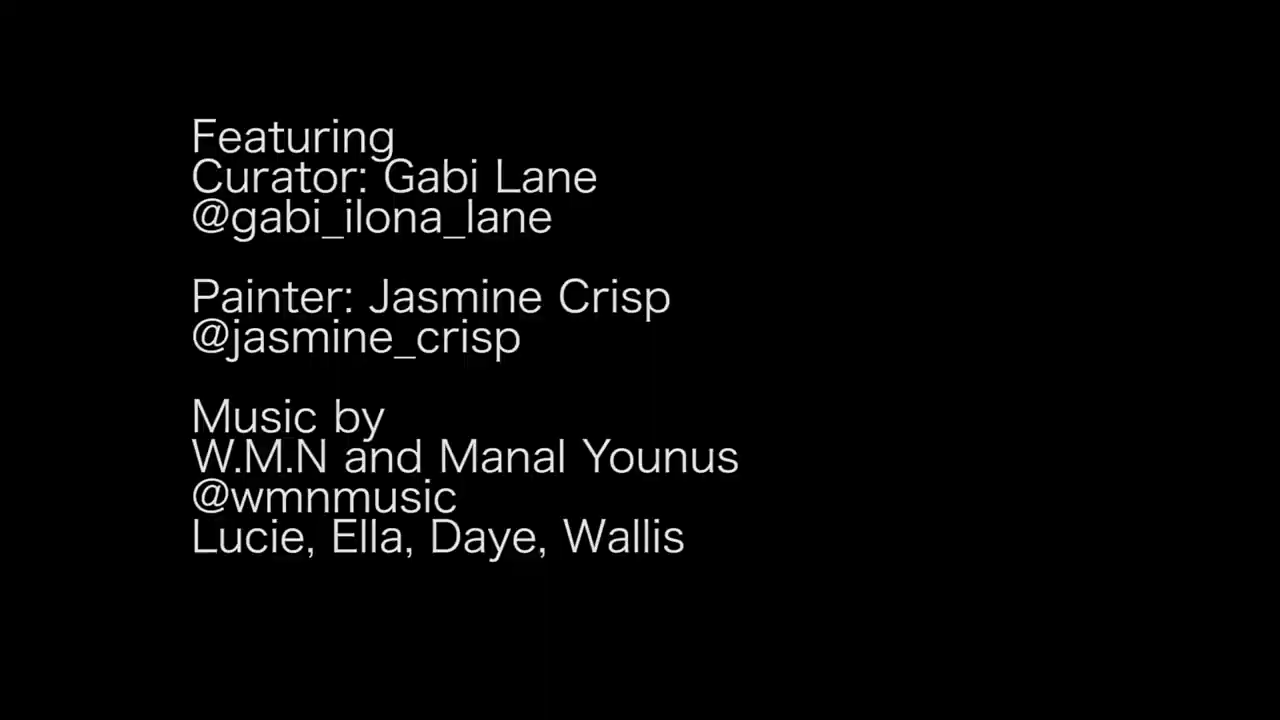 Featuring
Curator: Gabi Lane
@gabi_ilona_lane
Painter: Jasmine Crisp
@jasmine_crisp
Music by
W.M.N and Manal Younus
@wmnmusic
Lucie, Ella, Daye, Wallis